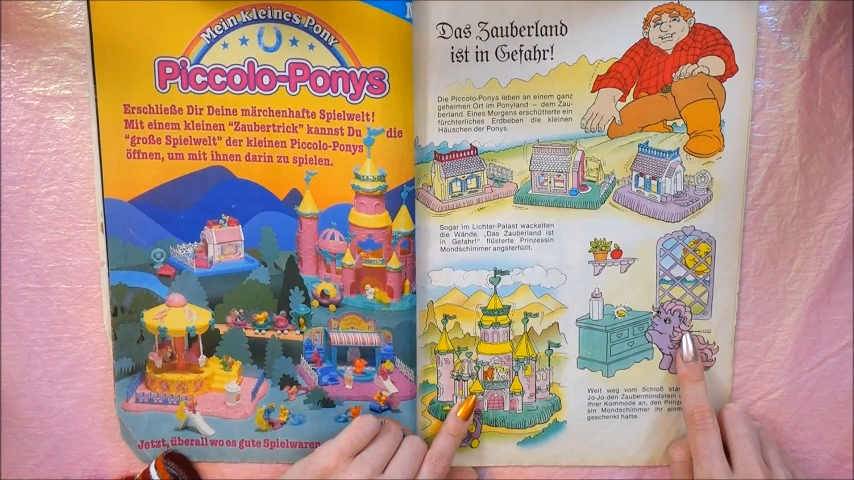 Mein kleines Pony
Piccolo-Ponys
Erschließe Dir Deine märchenhafte Spielwelt!
Mit einem kleinen "Zaubertrick" kannst Du die
"große Spielwelt" der kleinen Piccolo-Ponys
öffnen, um mit ihnen darin zu spielen.
Jetzt, überall wo es gute Spielwaren
Das Zauberland
ist in Gefahr!
Die Piccolo-Ponys leben an einem ganz
geheimen Ort im Ponyland – dem Zau-
berland. Eines Morgens erschütterte ein
fürchterliches Erdbeben die kleinen
Häuschen der Ponys.
Sogar im Lichter-Palast wackelten
die Wände. „Das Zauberland ist
in Gefahr!" flüsterte Prinzessin
Mondschimmer angsterfüllt.
Weit weg vom Schloß
Jo-Jo den Zaubermondstein
ihrer Kommode an, den
sin Mondschimmer ihr
geschenkt hatte.